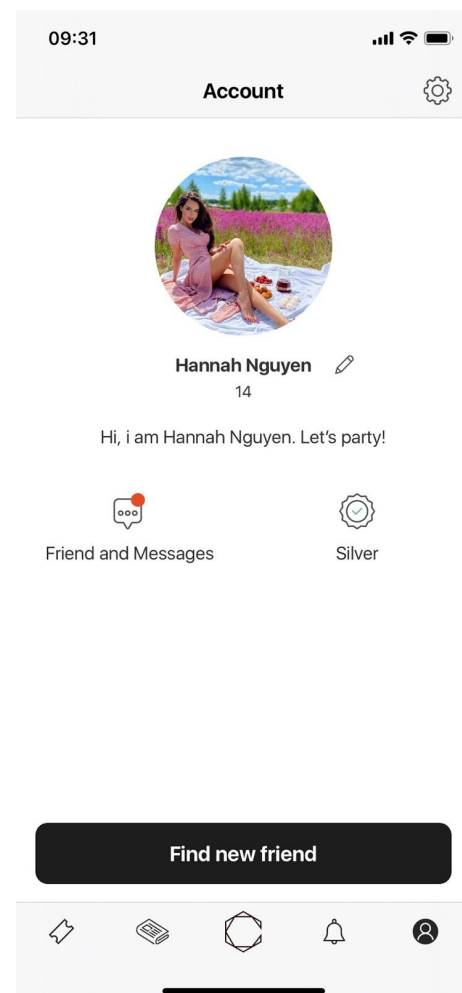 09:31
Account
Hannah Nguyen
14
Hi, i am Hannah Nguyen. Let's party!
Friend and Messages
Silver
Find new friend